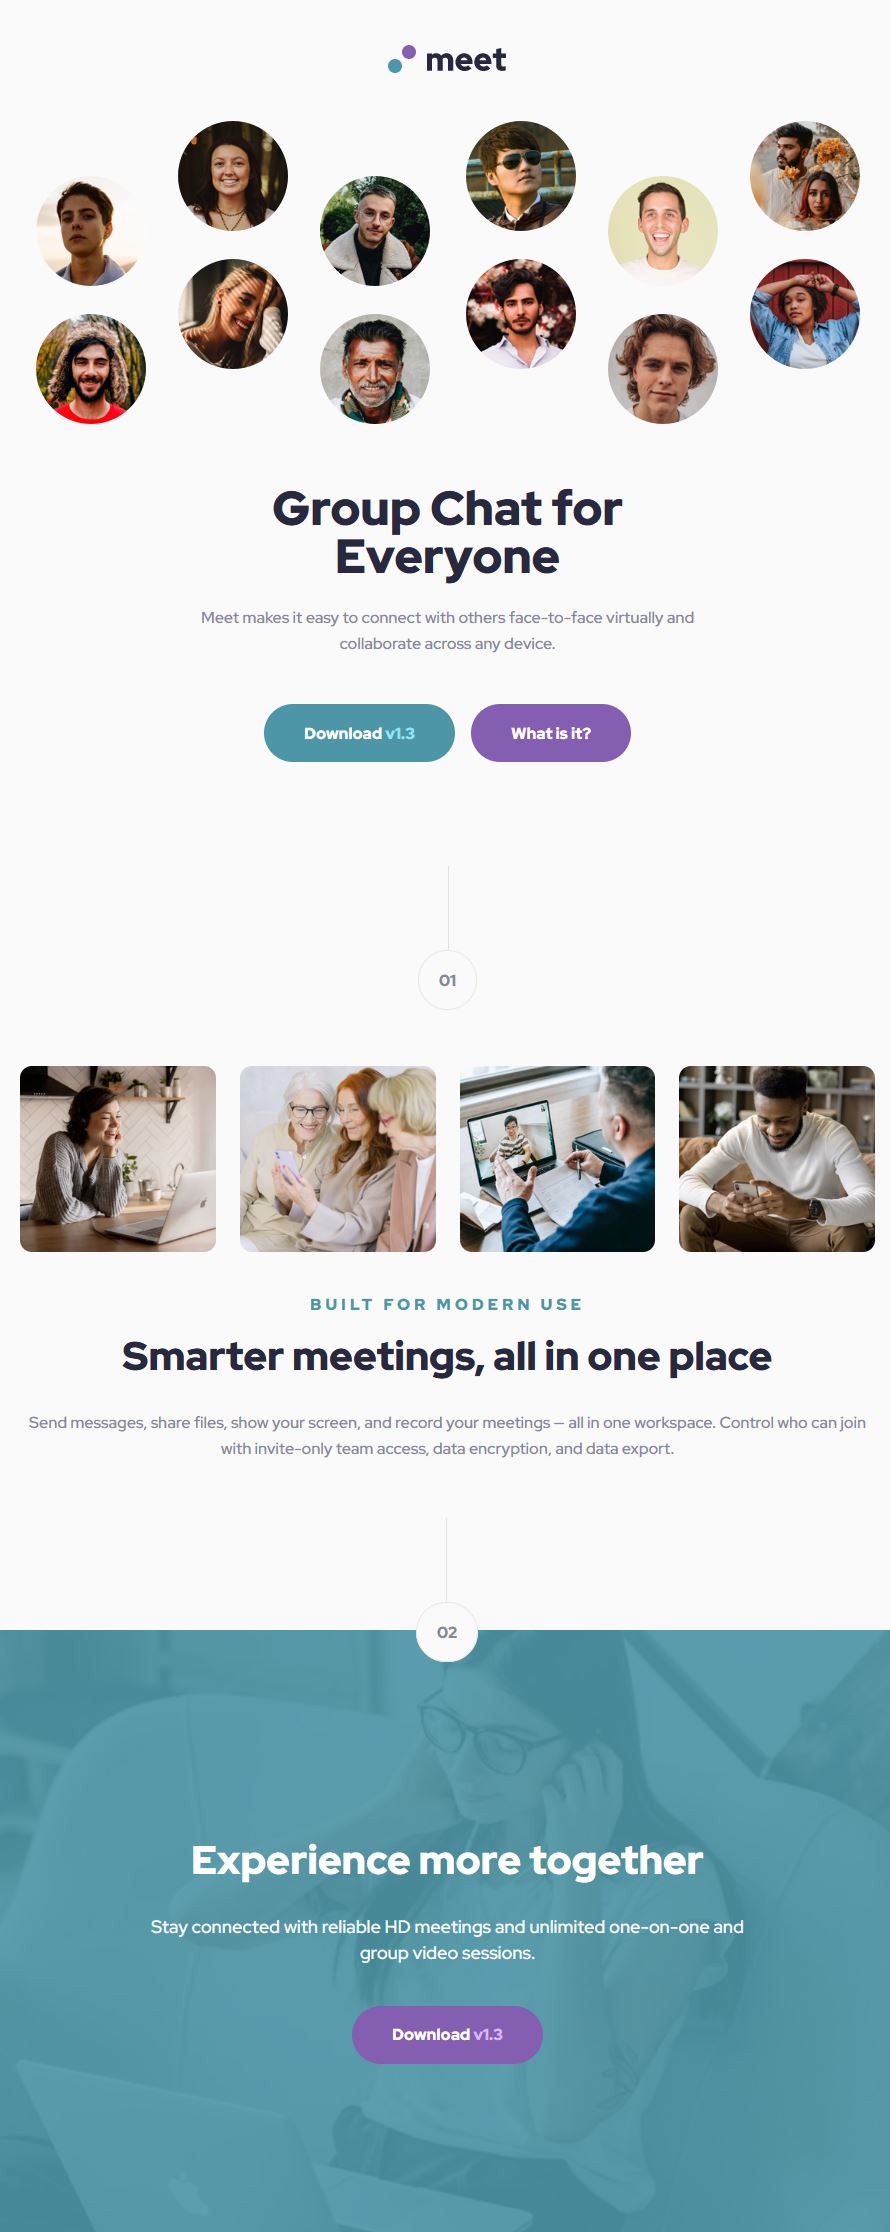 meet
Group Chat for
Everyone
Meet makes it easy to connect with others face-to-face virtually and
collaborate across any device.
Download v1.3
What is it?
01
BUILT FOR MODERN USE
Smarter meetings, all in one place
Send messages, share files, show your screen, and record your meetings — all in one workspace. Control who can join
with invite-only team access, data encryption, and data export.
02
Experience more together
Stay connected with reliable HD meetings and unlimited one-on-one and
group video sessions.
Download v1.3